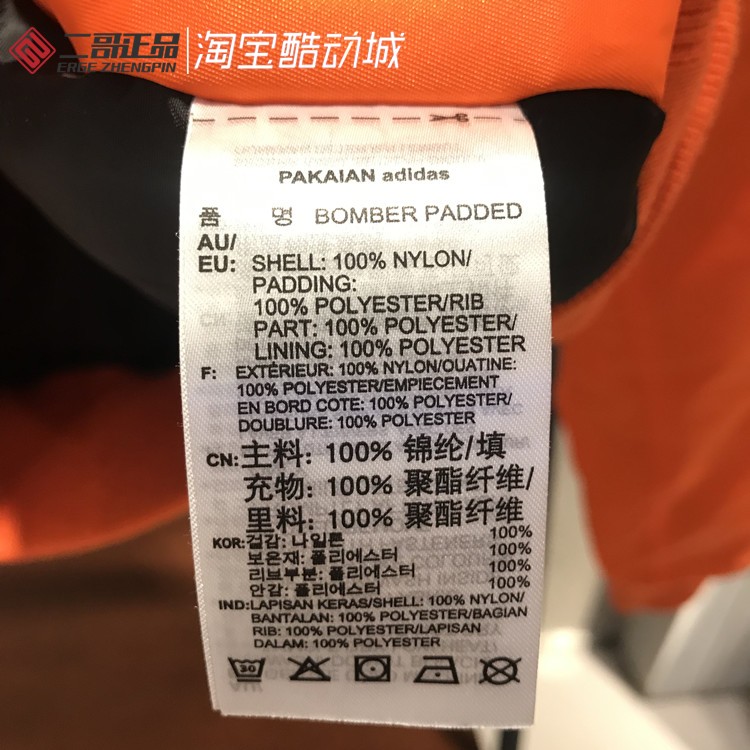 二哥正品
ERGE ZHENGPIN
淘宝酷动城
PAKAIAN adidas
품 명 BOMBER PADDED
AU/
EU: SHELL: 100% NYLON/
PADDING:
100% POLYESTER/RIB
PART: 100% POLYESTER/
LINING: 100% POLYESTER
F: EXTÉRIEUR: 100% NYLON/OUATINE:
100% POLYESTER/EMPIECEMENT
EN BORD COTE: 100% POLYESTER/
DOUBLURE: 100% POLYESTER
CN: 主料: 100% 锦纶/填
充物: 100% 聚酯纤维/
里料: 100% 聚酯纤维
KOR: 겉감: 나일론 100%
보온재: 폴리에스터 100%
리브부분: 폴리에스터 100%
안감: 폴리에스터 100%
IND: LAPISAN KERAS/SHELL: 100% NYLON/
BANTALAN: 100% POLYESTER/BAGIAN
RIB: 100% POLYESTER/LAPISAN
DALAM: 100% POLYESTER
30